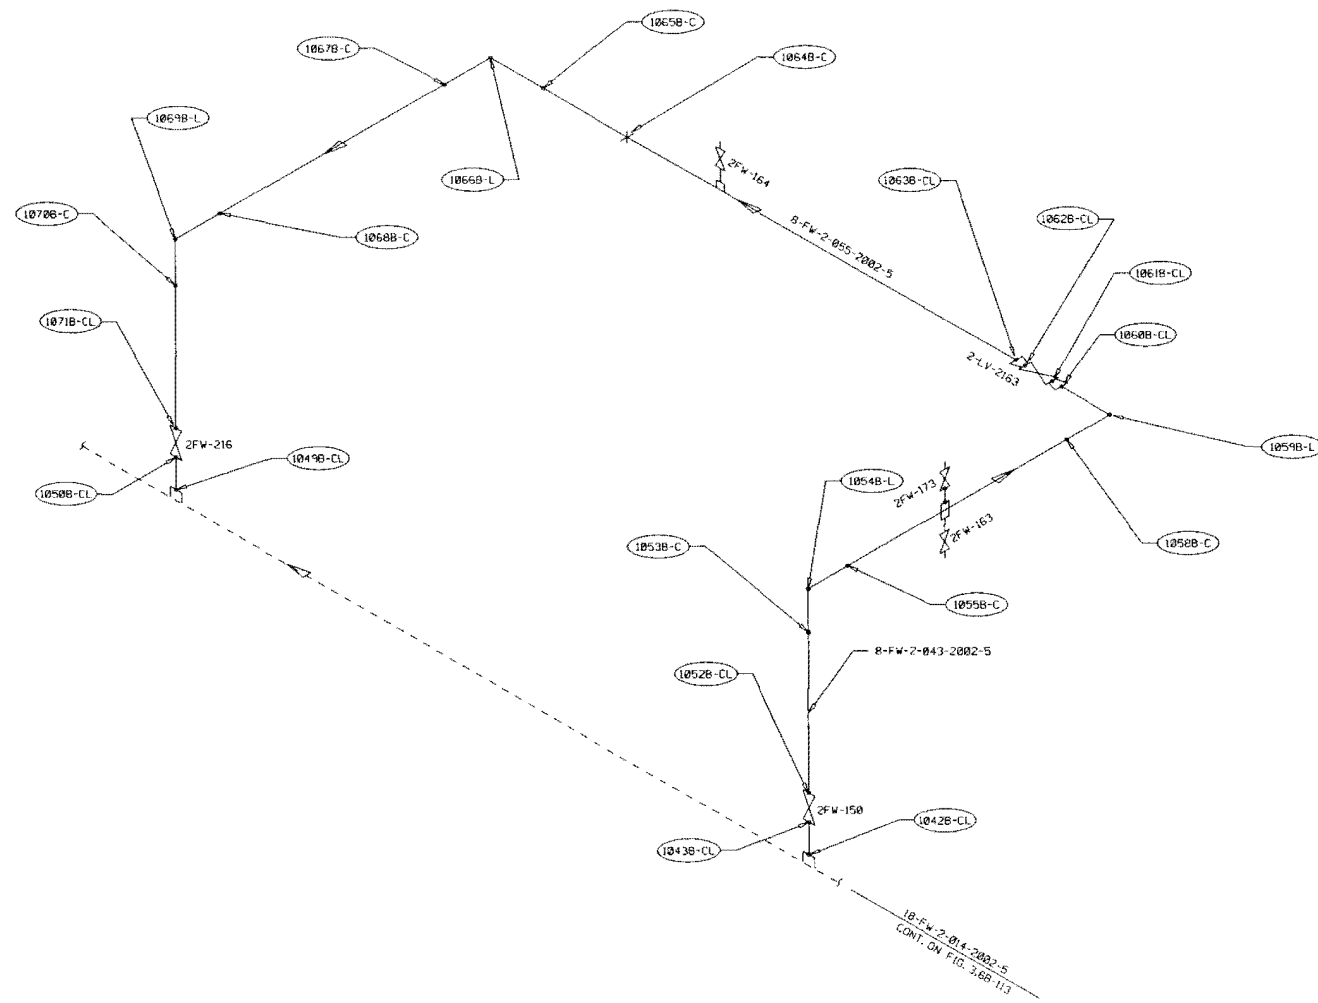 1065B-C
1067B-C
1064B-C
1069B-L
2FW-164
1066B-L
1063B-CL
1070B-C
1062B-CL
8-FW-2-055-2002-5
1068B-C
1061B-CL
1071B-CL
1060B-CL
2-LV-2163
2FW-216
1059B-L
1049B-CL
1050B-CL
1054B-L
2FW-173
2FW-163
1053B-C
1058B-C
1055B-C
8-FW-2-043-2002-5
1052B-CL
2FW-150
1042B-CL
1043B-CL
18-FW-2-014-2002-5
CONT. ON FIG. 3.6B-113